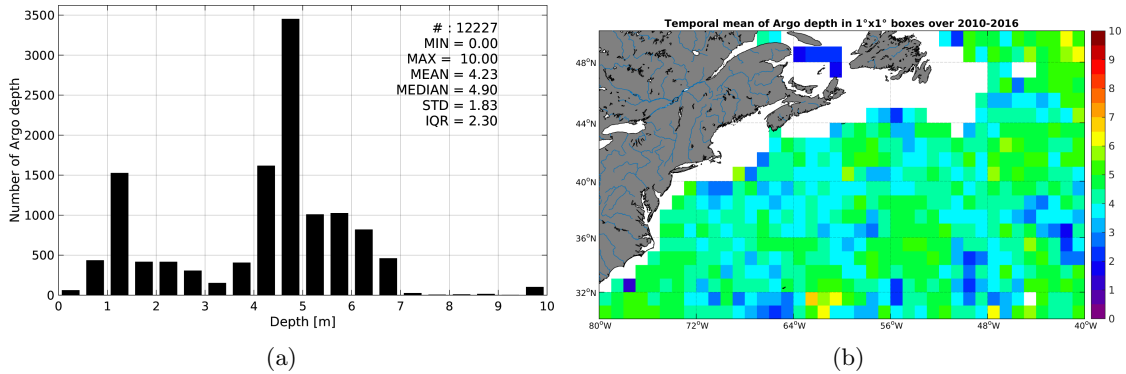 3500
3000
2500
2000
1500
1000
500
0
Number of Argo depth
# : 12227
MIN = 0.00
MAX = 10.00
MEAN = 4.23
MEDIAN = 4.90
STD = 1.83
IQR = 2.30
0 1 2 3 4 5 6 7 8 9 10
Depth [m]
(a)
Temporal mean of Argo depth in 1°x1° boxes over 2010-2016
48°N
44°N
40°N
36°N
32°N
80°W 72°W 64°W 56°W 48°W 40°W
10
9
8
7
6
5
4
3
2
1
0
(b)